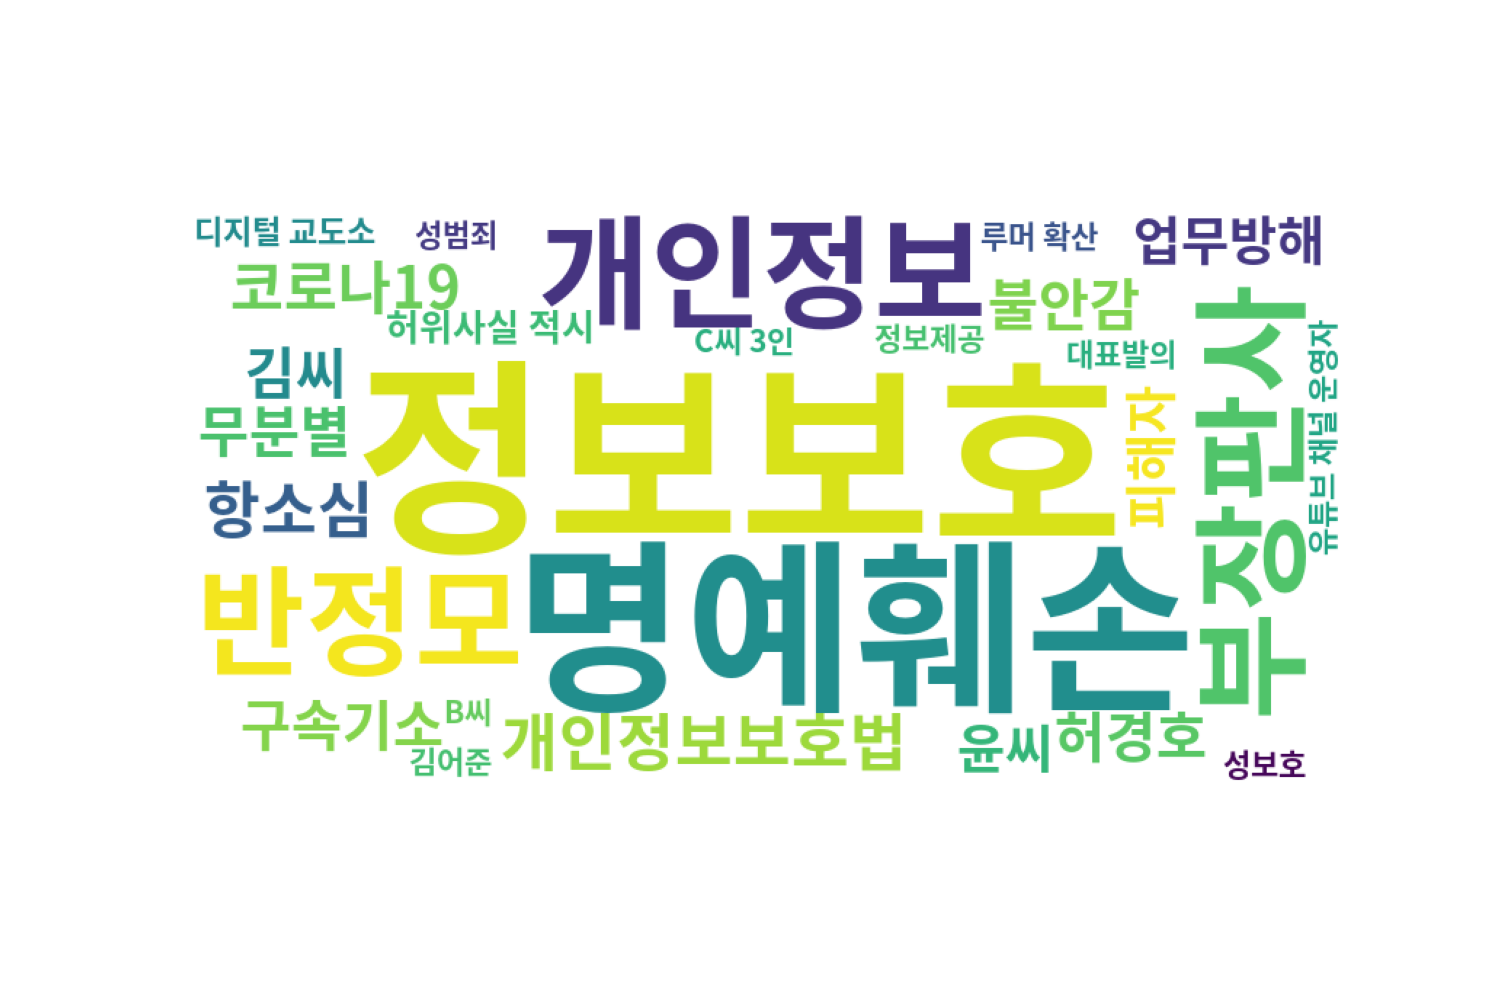 디지털 교도소
성범죄
개인정보
루머 확산
업무방해
코로나19
허위사실 적시
C씨 3인
정보제공
불안감
대표발의
김씨
무분별
정보보호
피해자
부장판사
유튜브 채널 운영자
항소심
반정모
명예훼손
구속기소
B씨
김어준
개인정보보호법
윤씨
허경호
성보호